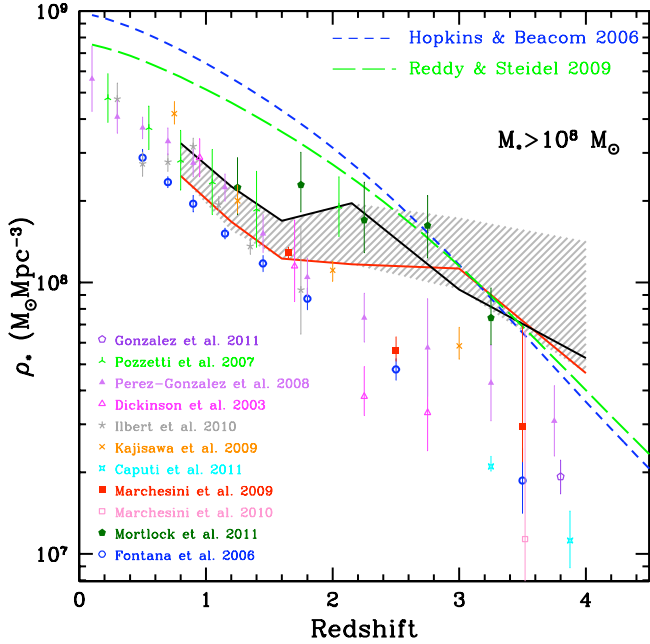 Hopkins & Beacom 2006
Reddy & Steidel 2009
M*>10⁸ M☉
ρ* (M☉Mpc⁻³)
10⁹
10⁸
10⁷
Gonzalez et al. 2011
Pozzetti et al. 2007
Perez-Gonzalez et al. 2008
Dickinson et al. 2003
Ilbert et al. 2010
Kajisawa et al. 2009
Caputi et al. 2011
Marchesini et al. 2009
Marchesini et al. 2010
Mortlock et al. 2011
Fontana et al. 2006
0 1 2 3 4 5.
Redshift